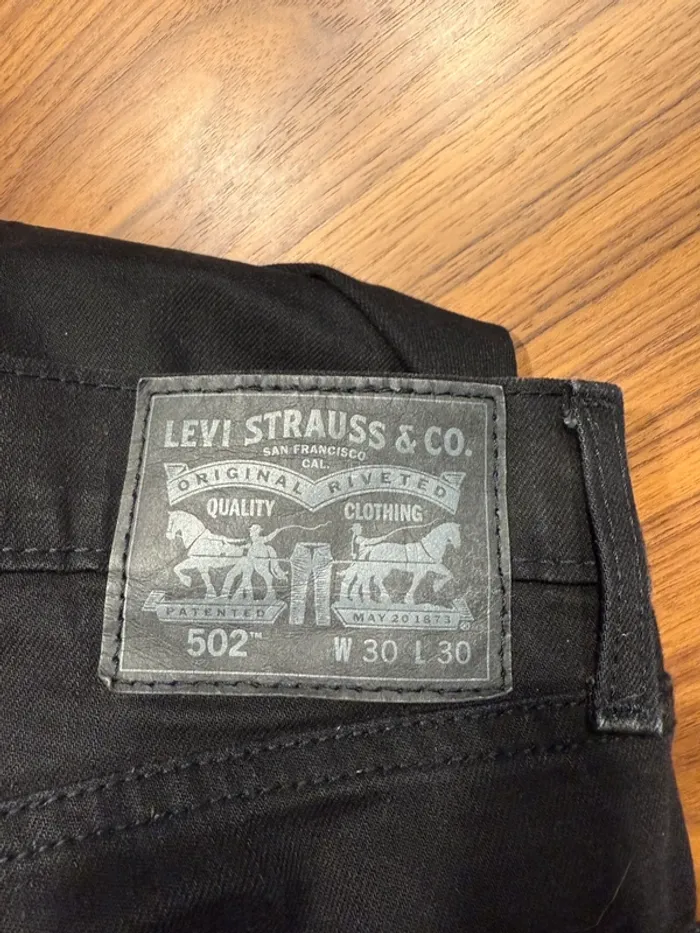 LEVI STRAUSS & CO.
SAN FRANCISCO
CAL.
ORIGINAL RIVETED
QUALITY CLOTHING
PATENTED MAY 20 1873 ®
502™ W 30 L 30